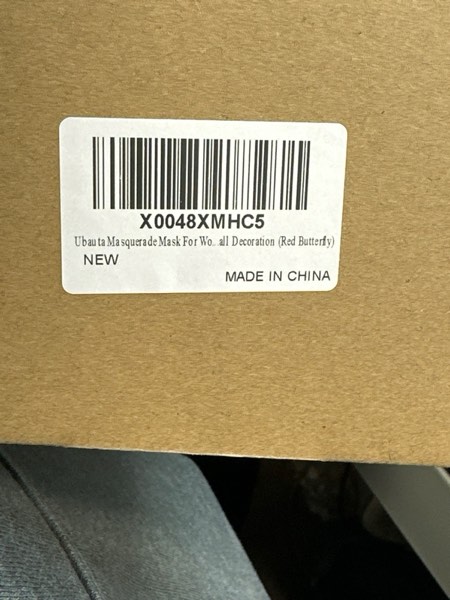 X0048XMHC5
Ubauta Masquerade Mask For Wo...all Decoration (Red Butterfly)
NEW
MADE IN CHINA